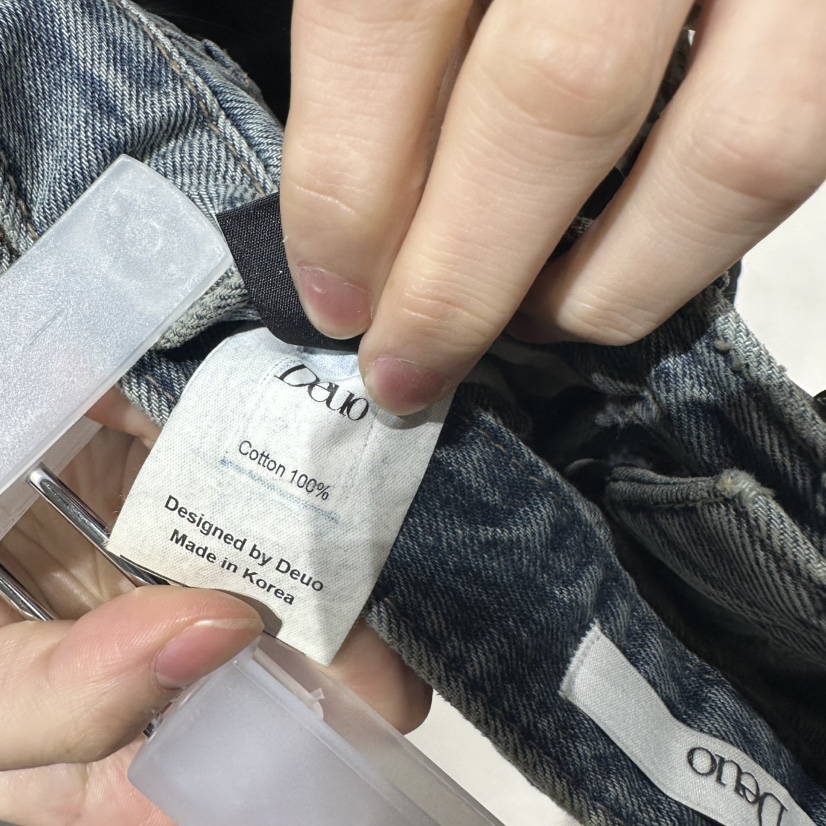 Deuo
Cotton 100%
Designed by Deuo
Made in Korea
Deuo